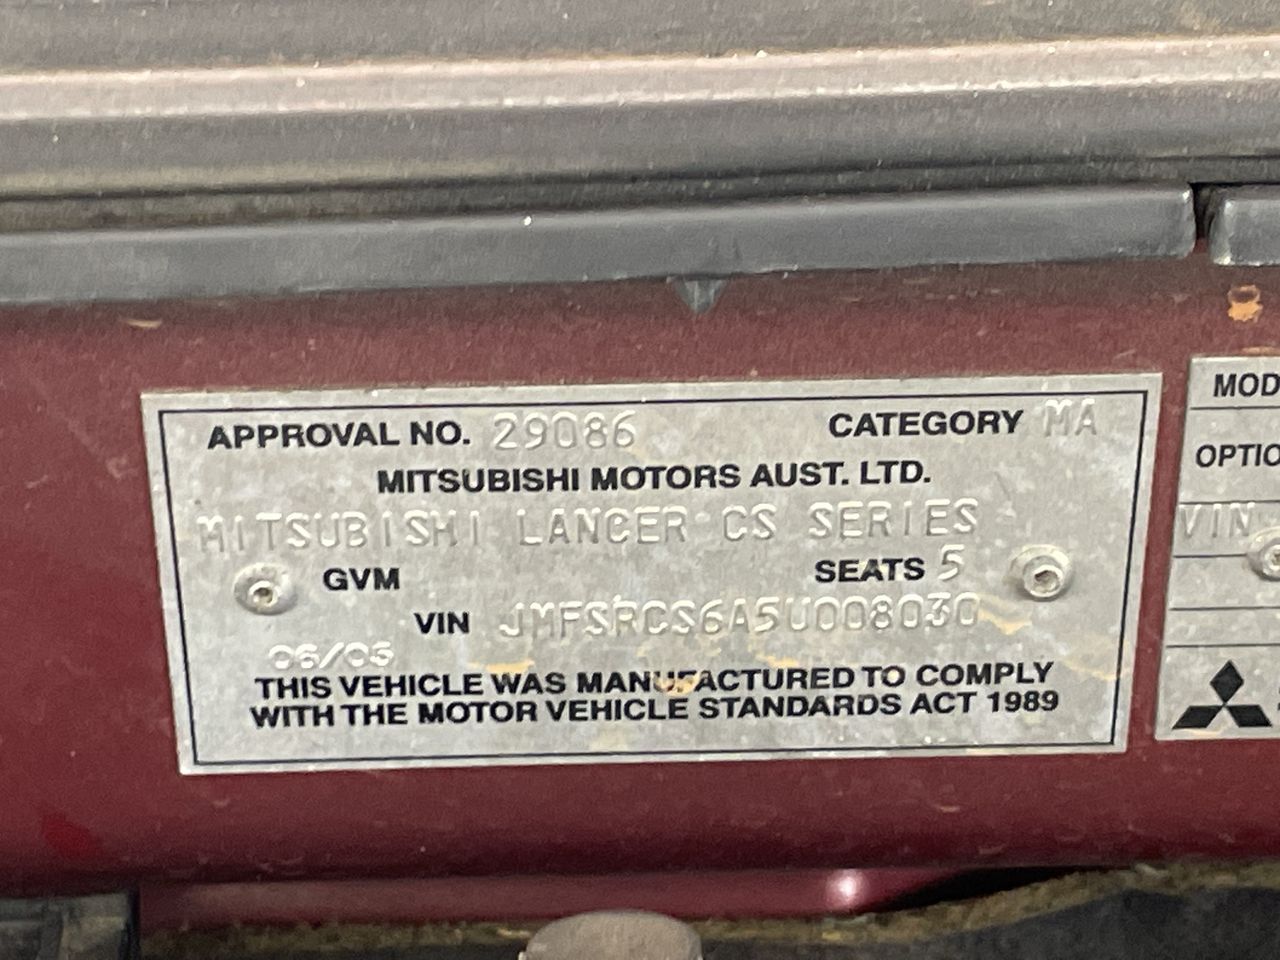 APPROVAL NO. 29086 CATEGORY MA
MITSUBISHI MOTORS AUST. LTD.
MITSUBISHI LANCER CS SERIES
GVM SEATS 5
VIN JMFSRCS6A5U008030
06/05
THIS VEHICLE WAS MANUFACTURED TO COMPLY
WITH THE MOTOR VEHICLE STANDARDS ACT 1989
MOD
OPTIO
VIN